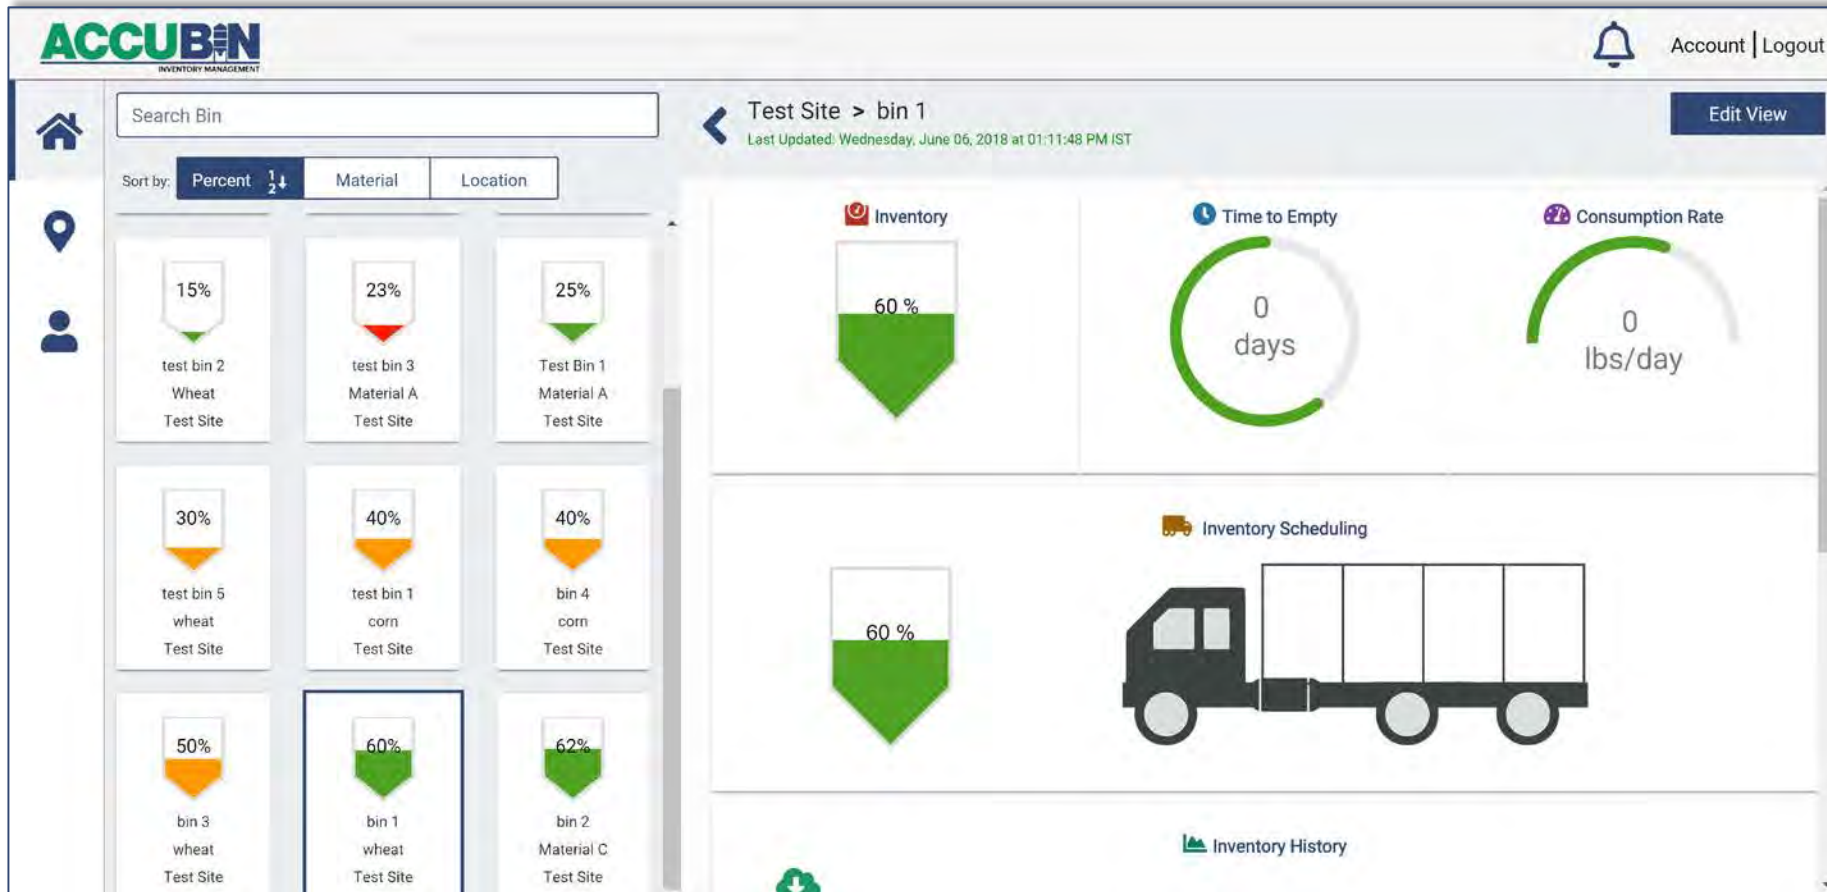 ACCUBIN
INVENTORY MANAGEMENT
Account | Logout
Search Bin
Sort by: Percent 1 2 Material Location
15%
test bin 2
Wheat
Test Site
23%
test bin 3
Material A
Test Site
25%
Test Bin 1
Material A
Test Site
30%
test bin 5
wheat
Test Site
40%
test bin 1
corn
Test Site
40%
bin 4
corn
Test Site
50%
bin 3
wheat
Test Site
60%
bin 1
wheat
Test Site
62%
bin 2
Material C
Test Site
Test Site > bin 1
Last Updated: Wednesday, June 06, 2018 at 01:11:48 PM IST
Edit View
Inventory
60 %
Time to Empty
0
days
Consumption Rate
0
lbs/day
Inventory Scheduling
60 %
Inventory History